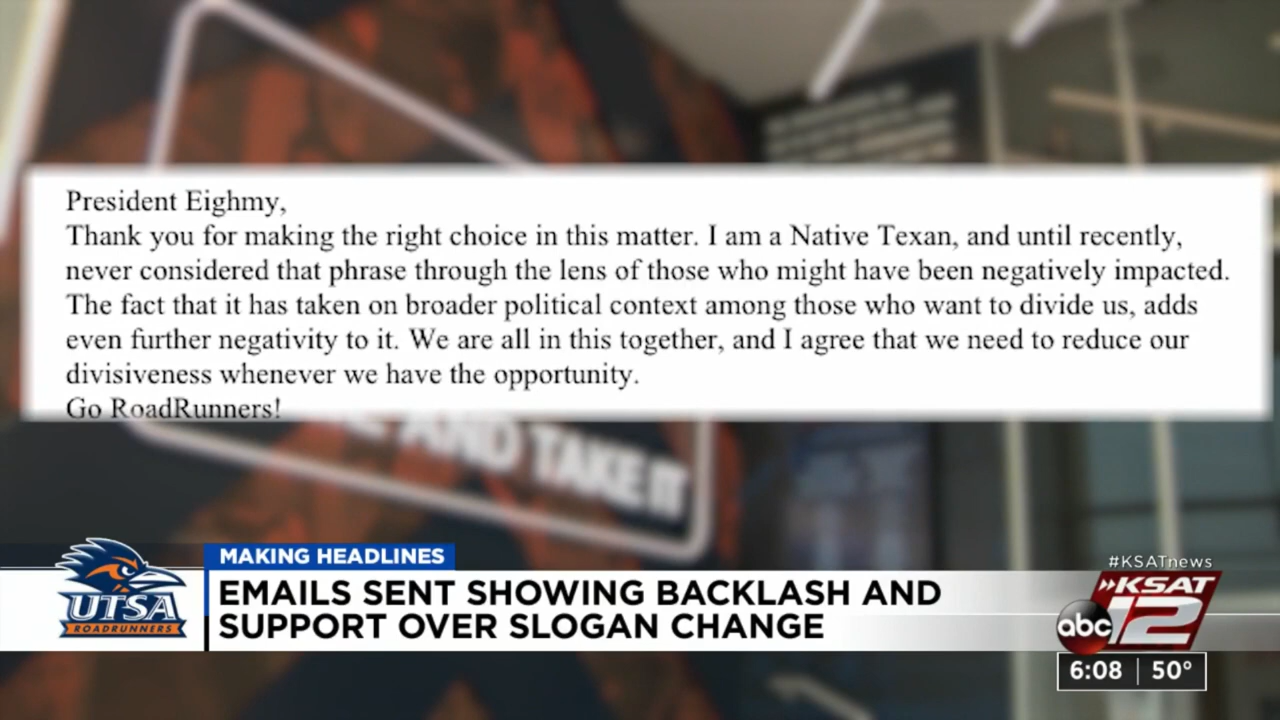 President Eighmy,
Thank you for making the right choice in this matter. I am a Native Texan, and until recently,
never considered that phrase through the lens of those who might have been negatively impacted.
The fact that it has taken on broader political context among those who want to divide us, adds
even further negativity to it. We are all in this together, and I agree that we need to reduce our
divisiveness whenever we have the opportunity.
Go RoadRunners!
AND TAKE IT
MAKING HEADLINES
EMAILS SENT SHOWING BACKLASH AND
SUPPORT OVER SLOGAN CHANGE
UTSA
ROADRUNNERS
#KSATnews
KSAT
abc 12
6:08 | 50°